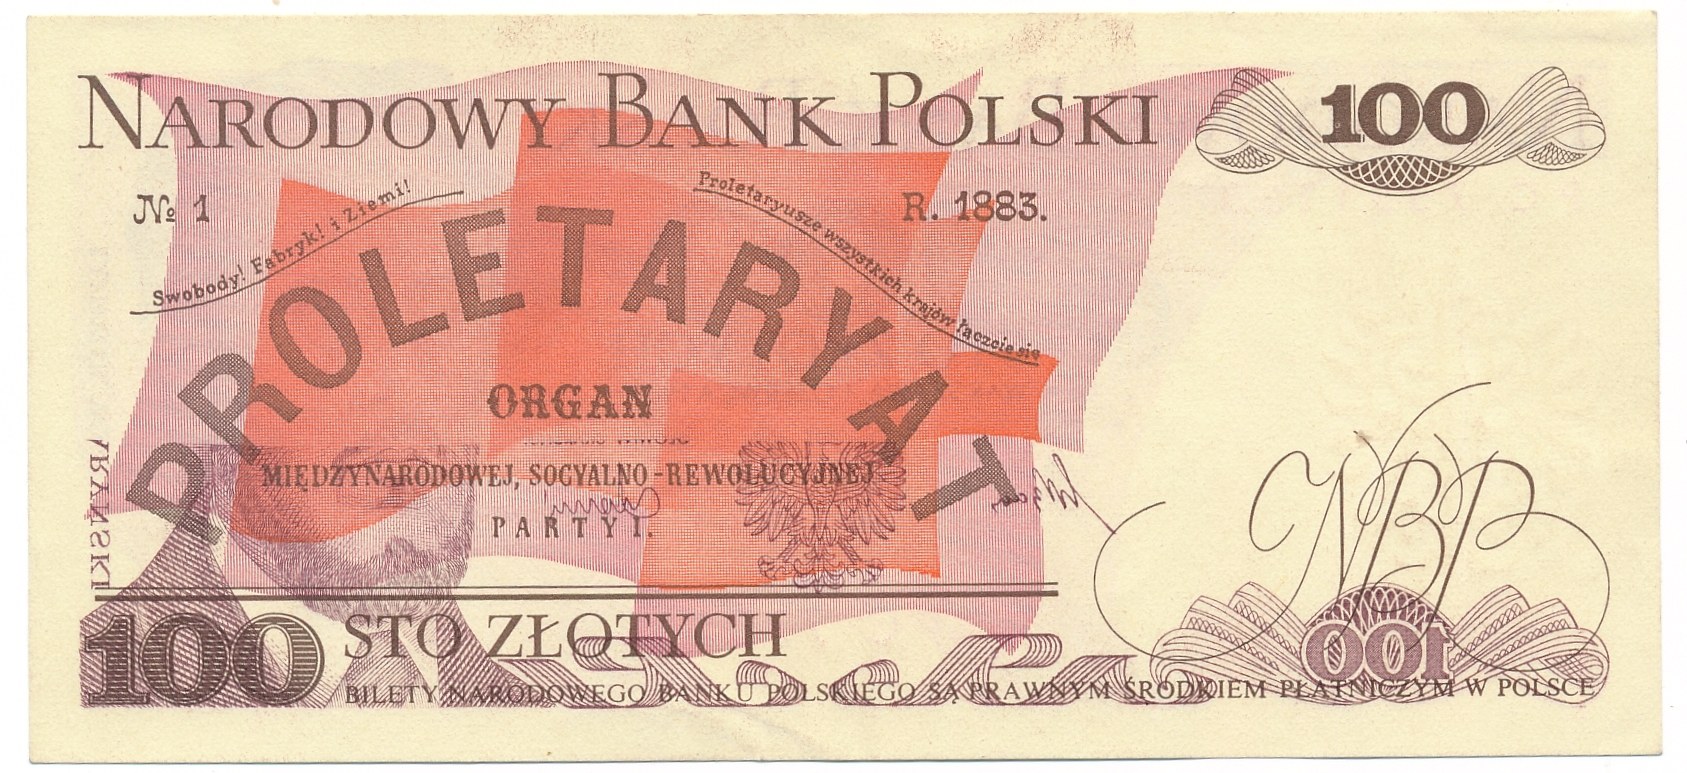 NARODOWY BANK POLSKI
100
№ 1
Swobody! Fabryk! i Ziemi!
Proletaryusze wszystkich krajów łączcie się
R. 1883.
PROLETARYAT
ORGAN
MIĘDZYNARODOWEJ, SOCYALNO-REWOLUCYJNEJ
PARTYI.
ARYŃSKI
NBP
100
STO ZŁOTYCH
100
BILETY NARODOWEGO BANKU POLSKIEGO SĄ PRAWNYM ŚRODKIEM PŁATNICZYM W POLSCE